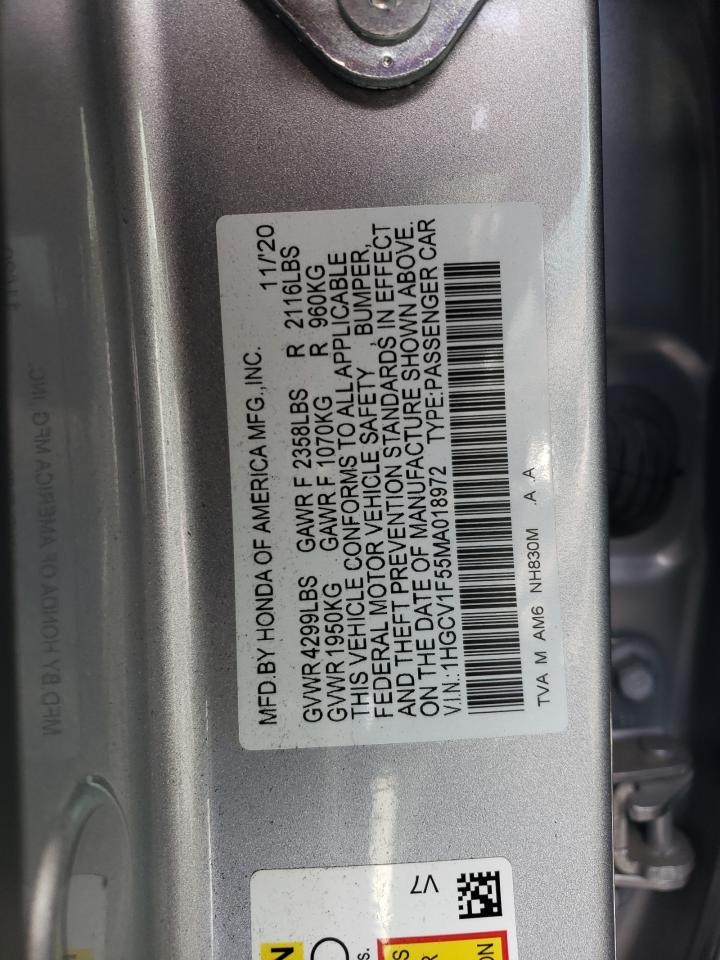 MFD.BY HONDA OF AMERICA MFG.,INC. 11/'20
GVWR 4299LBS GAWR F 2358LBS R 2116LBS
GVWR 1950KG GAWR F 1070KG R 960KG
THIS VEHICLE CONFORMS TO ALL APPLICABLE
FEDERAL MOTOR VEHICLE SAFETY , BUMPER,
AND THEFT PREVENTION STANDARDS IN EFFECT
ON THE DATE OF MANUFACTURE SHOWN ABOVE.
V.I.N.:1HGCV1F55MA018972 TYPE:PASSENGER CAR
TVA M AM6 NH830M .A .A
V7